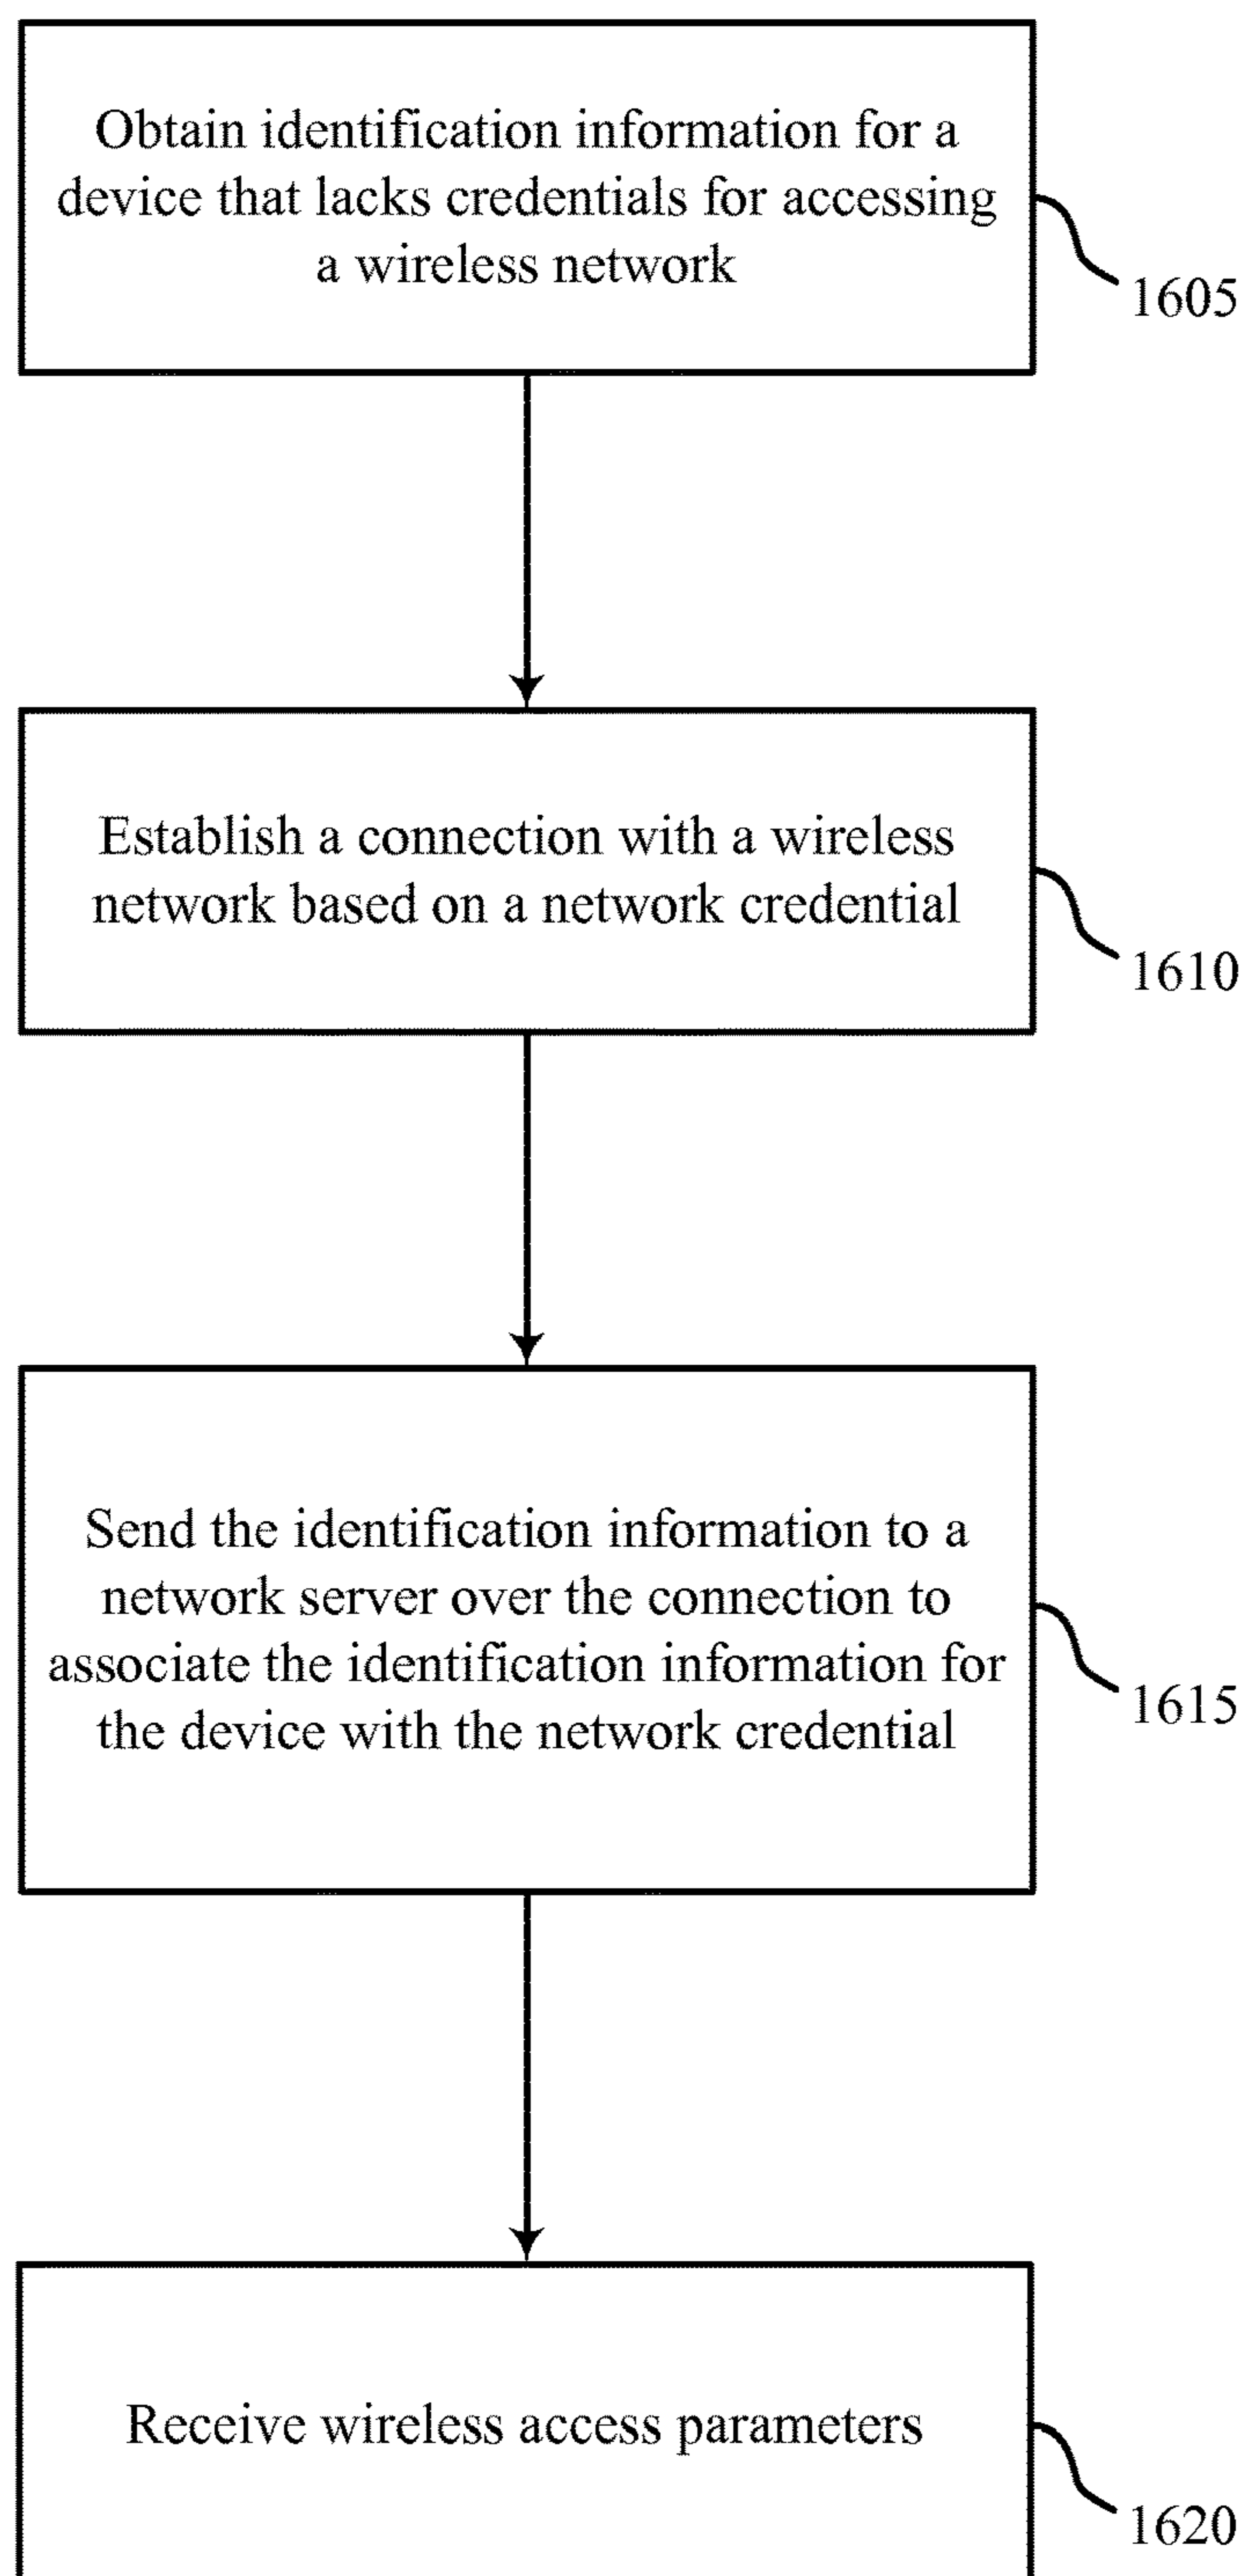 Obtain identification information for a
device that lacks credentials for accessing
a wireless network
1605
Establish a connection with a wireless
network based on a network credential
1610
Send the identification information to a
network server over the connection to
associate the identification information for
the device with the network credential
1615
Receive wireless access parameters
1620